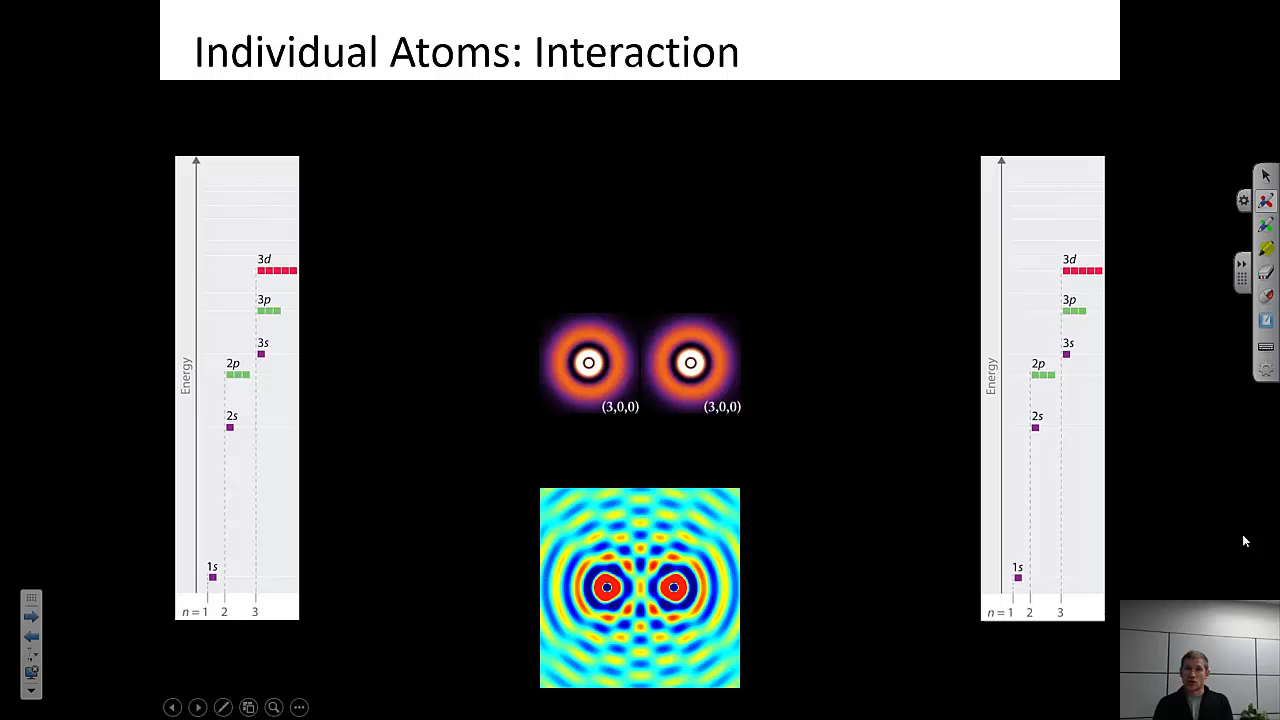 Individual Atoms: Interaction
Energy
3d
3p
3s
2p
2s
1s
n = 1 2 3
(3,0,0) (3,0,0)
Energy
3d
3p
3s
2p
2s
1s
n = 1 2 3